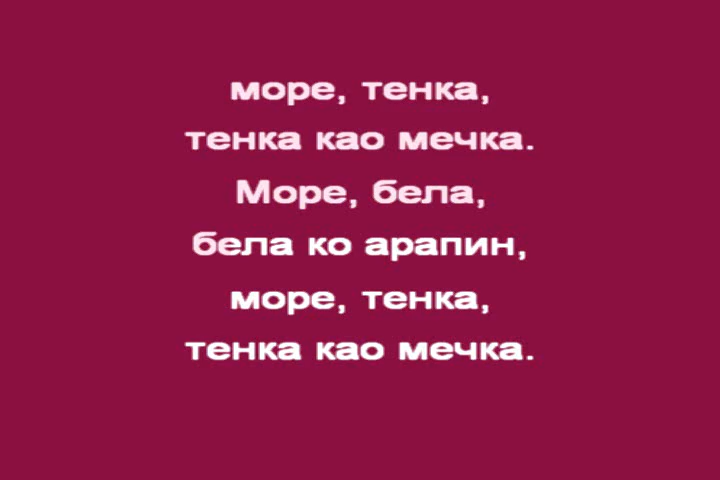 море, тенка,
тенка као мечка.
Море, бела,
бела ко арапин,
море, тенка,
тенка као мечка.